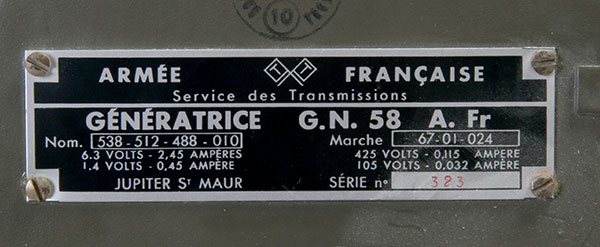 10
ARMÉE FRANÇAISE
Service des Transmissions
GÉNÉRATRICE G.N. 58 A. Fr
Nom. 538-512-488-010 Marche 67-01-024
6.3 VOLTS - 2,45 AMPÈRES 425 VOLTS - 0,115 AMPÈRE
1.4 VOLTS - 0,45 AMPÈRE 105 VOLTS - 0.032 AMPÈRE
JUPITER ST MAUR SÉRIE nº 323